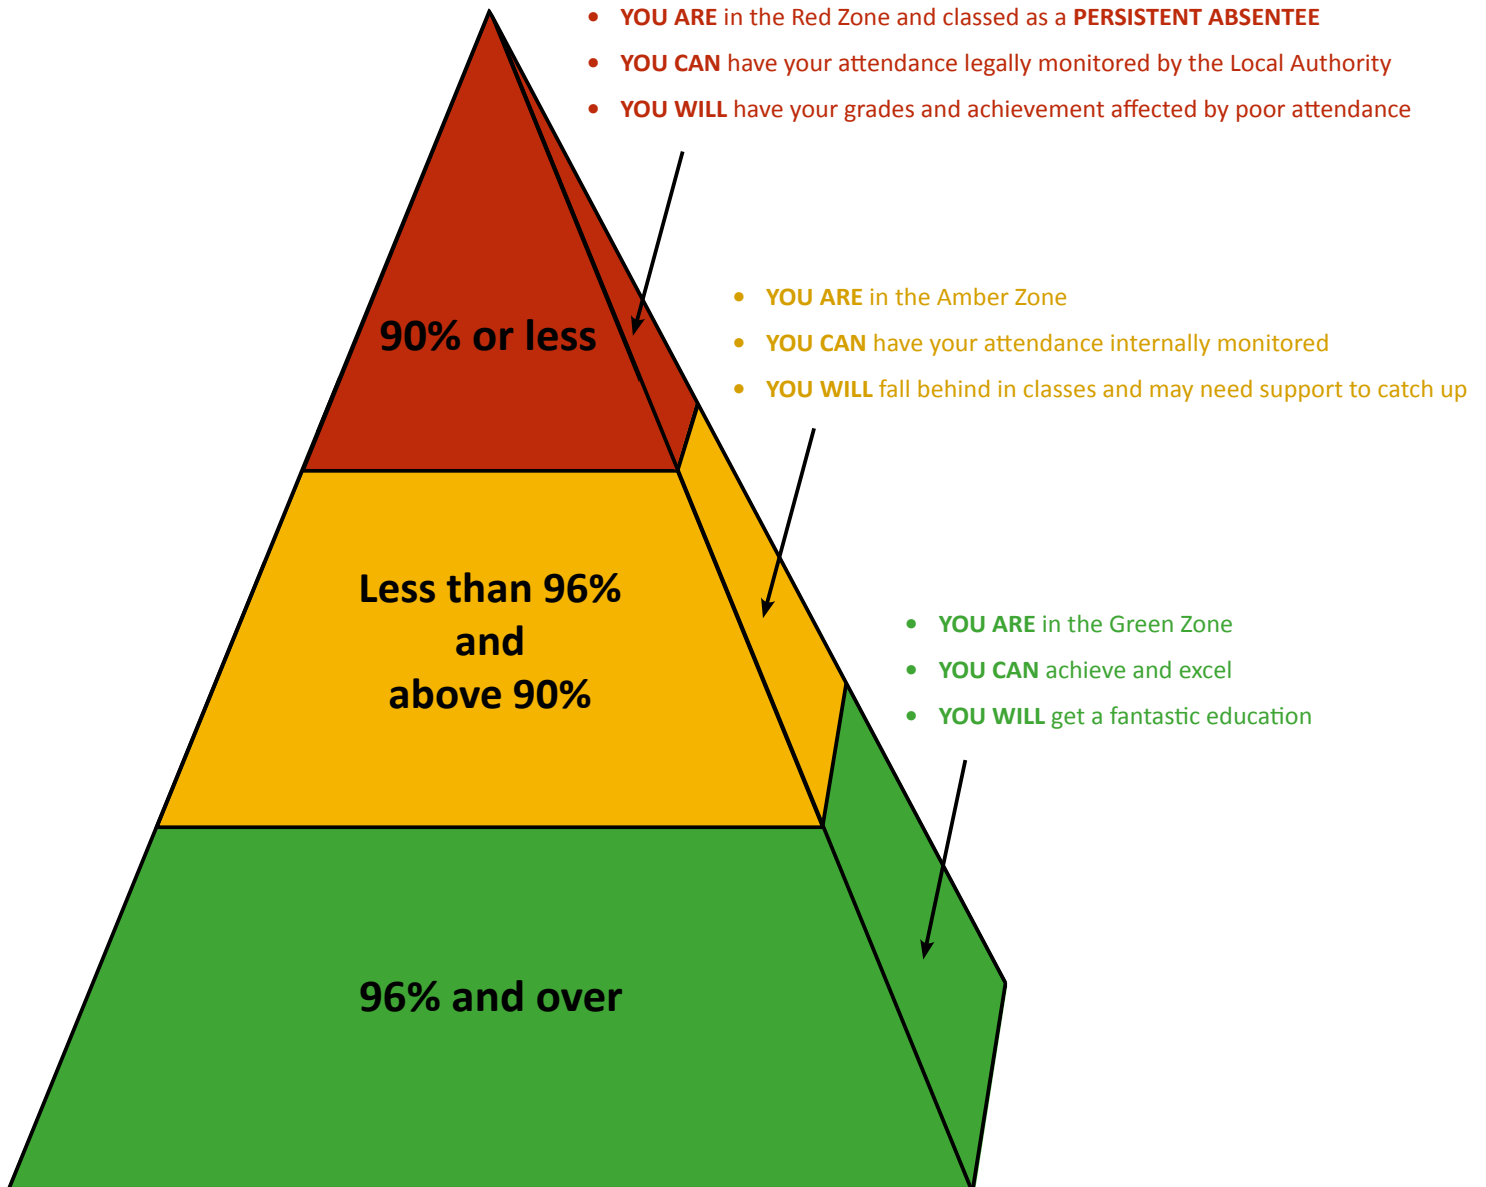 • YOU ARE in the Red Zone and classed as a PERSISTENT ABSENTEE
• YOU CAN have your attendance legally monitored by the Local Authority
• YOU WILL have your grades and achievement affected by poor attendance
90% or less
• YOU ARE in the Amber Zone
• YOU CAN have your attendance internally monitored
• YOU WILL fall behind in classes and may need support to catch up
Less than 96%
and
above 90%
• YOU ARE in the Green Zone
• YOU CAN achieve and excel
• YOU WILL get a fantastic education
96% and over